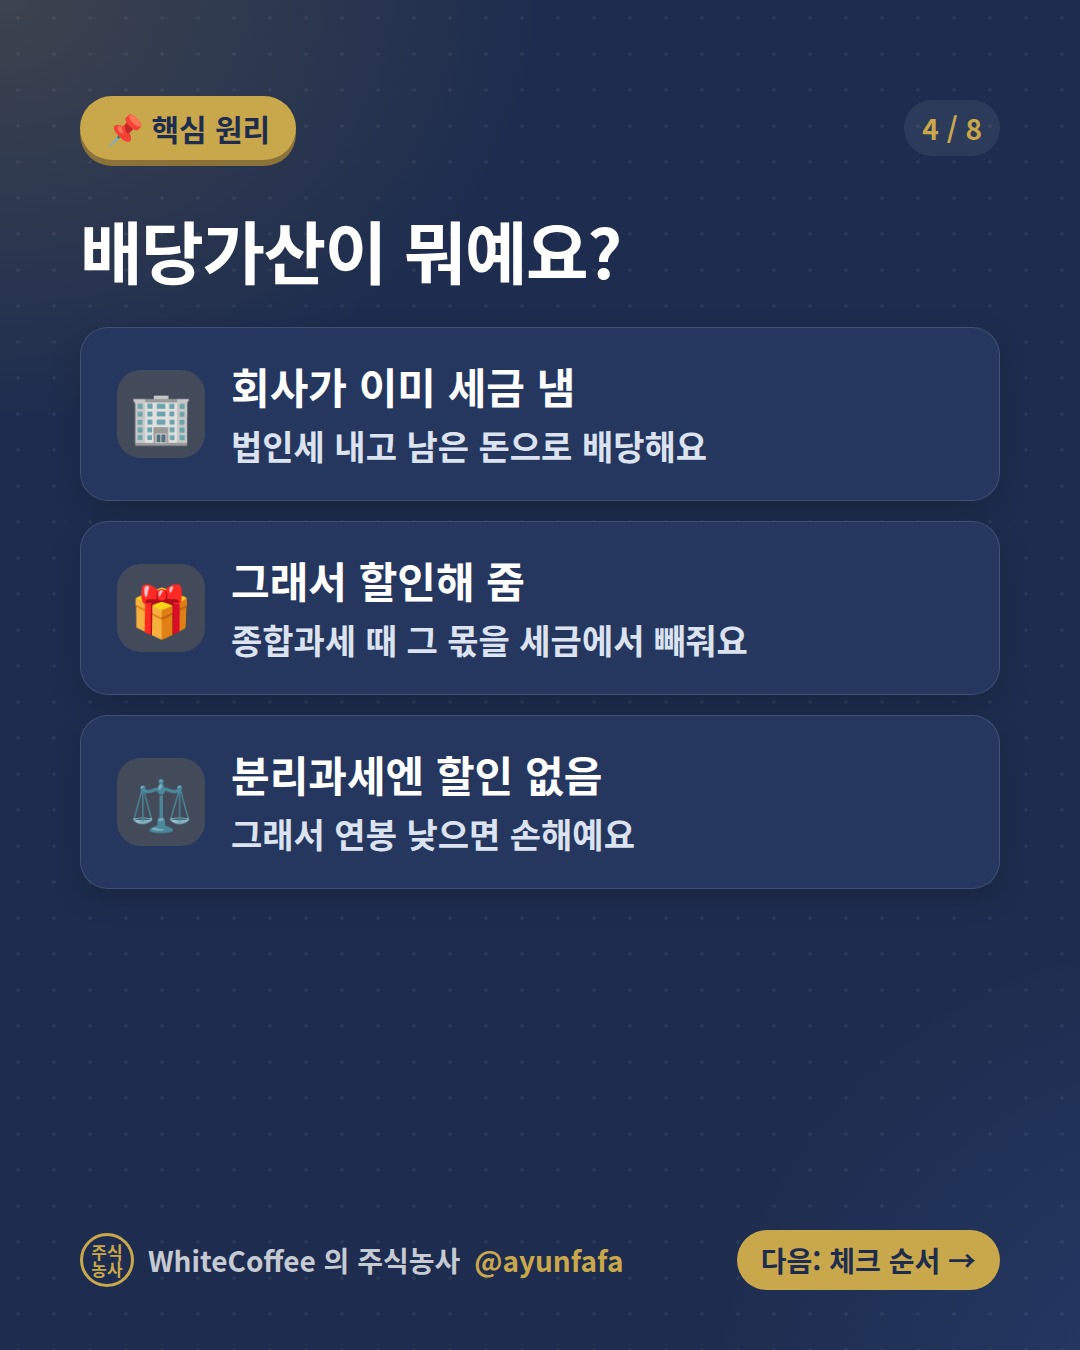 📌 핵심 원리
4 / 8
배당가산이 뭐예요?
회사가 이미 세금 냄
법인세 내고 남은 돈으로 배당해요
그래서 할인해 줌
종합과세 때 그 몫을 세금에서 빼줘요
분리과세엔 할인 없음
그래서 연봉 낮으면 손해예요
주식
농사
WhiteCoffee 의 주식농사 @ayunfafa
다음: 체크 순서 →